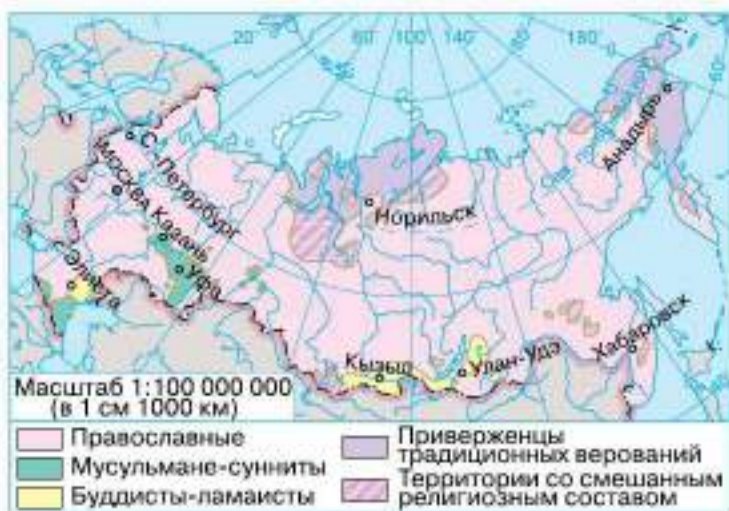 20
60
100
140
180
60
С.-Петербург
Москва
Казань
Уфа
Элиста
Норильск
Анадырь
Кызыл
Улан-Удэ
Хабаровск
Масштаб 1:100 000 000
(в 1 см 1000 км)
Православные
Мусульмане-сунниты
Буддисты-ламаисты
Приверженцы
традиционных верований
Территории со смешанным
религиозным составом